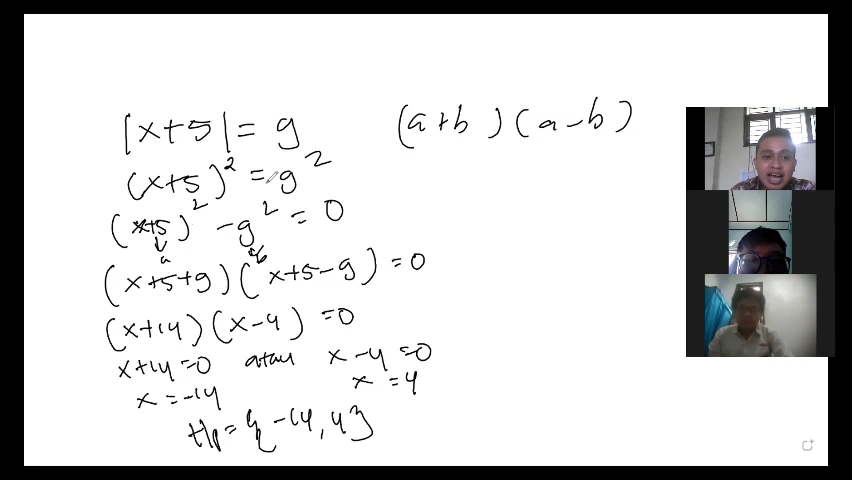 |x+5| = 9
(a+b)(a-b)
(x+5)² = 9²
(x+5)² - 9² = 0
a b
(x+5+9)(x+5-9) = 0
(x+14)(x-4) = 0
x+14=0 atau x-4=0
x=-14 x=4
Hp = {-14, 4}